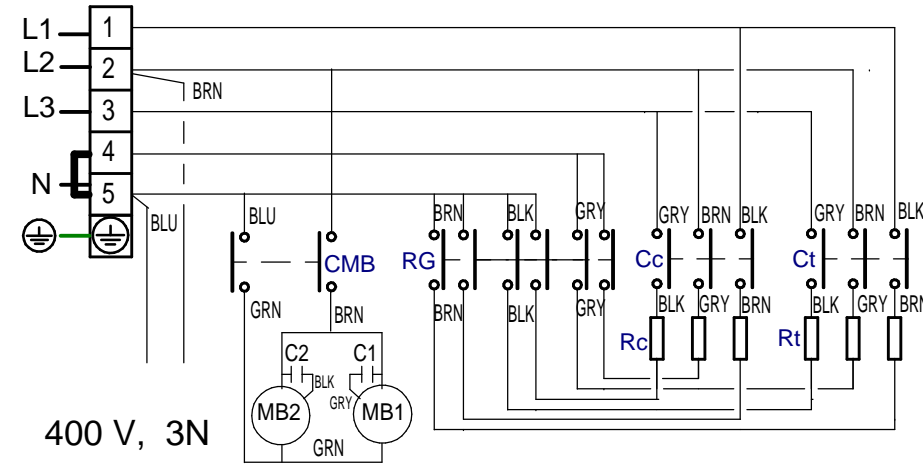 L1 1
L2 2
BRN
L3 3
4
N
5
BLU
BLU BRN BLK GRY GRY BRN BLK GRY BRN BLK
CMB RG Cc Ct
GRN BRN BRN BLK GRY BLK GRY BRN BLK GRY BRN
Rc Rt
C2 C1
BLK
GRY
MB2 MB1
GRN
400 V, 3N